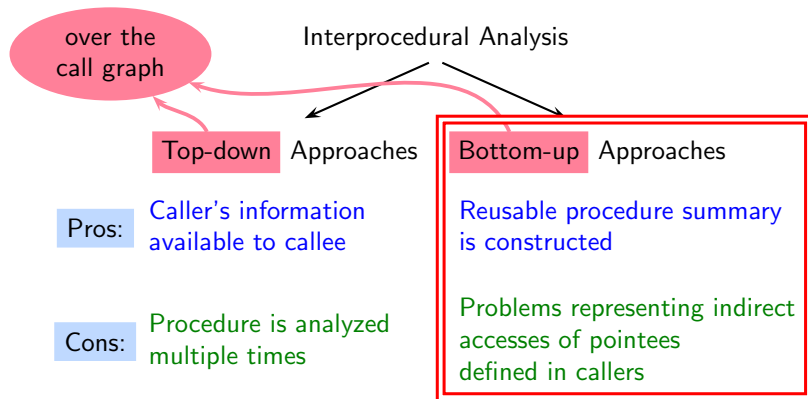 over the
call graph
Interprocedural Analysis
Top-down Approaches
Bottom-up Approaches
Pros:
Caller's information
available to callee
Reusable procedure summary
is constructed
Cons:
Procedure is analyzed
multiple times
Problems representing indirect
accesses of pointees
defined in callers